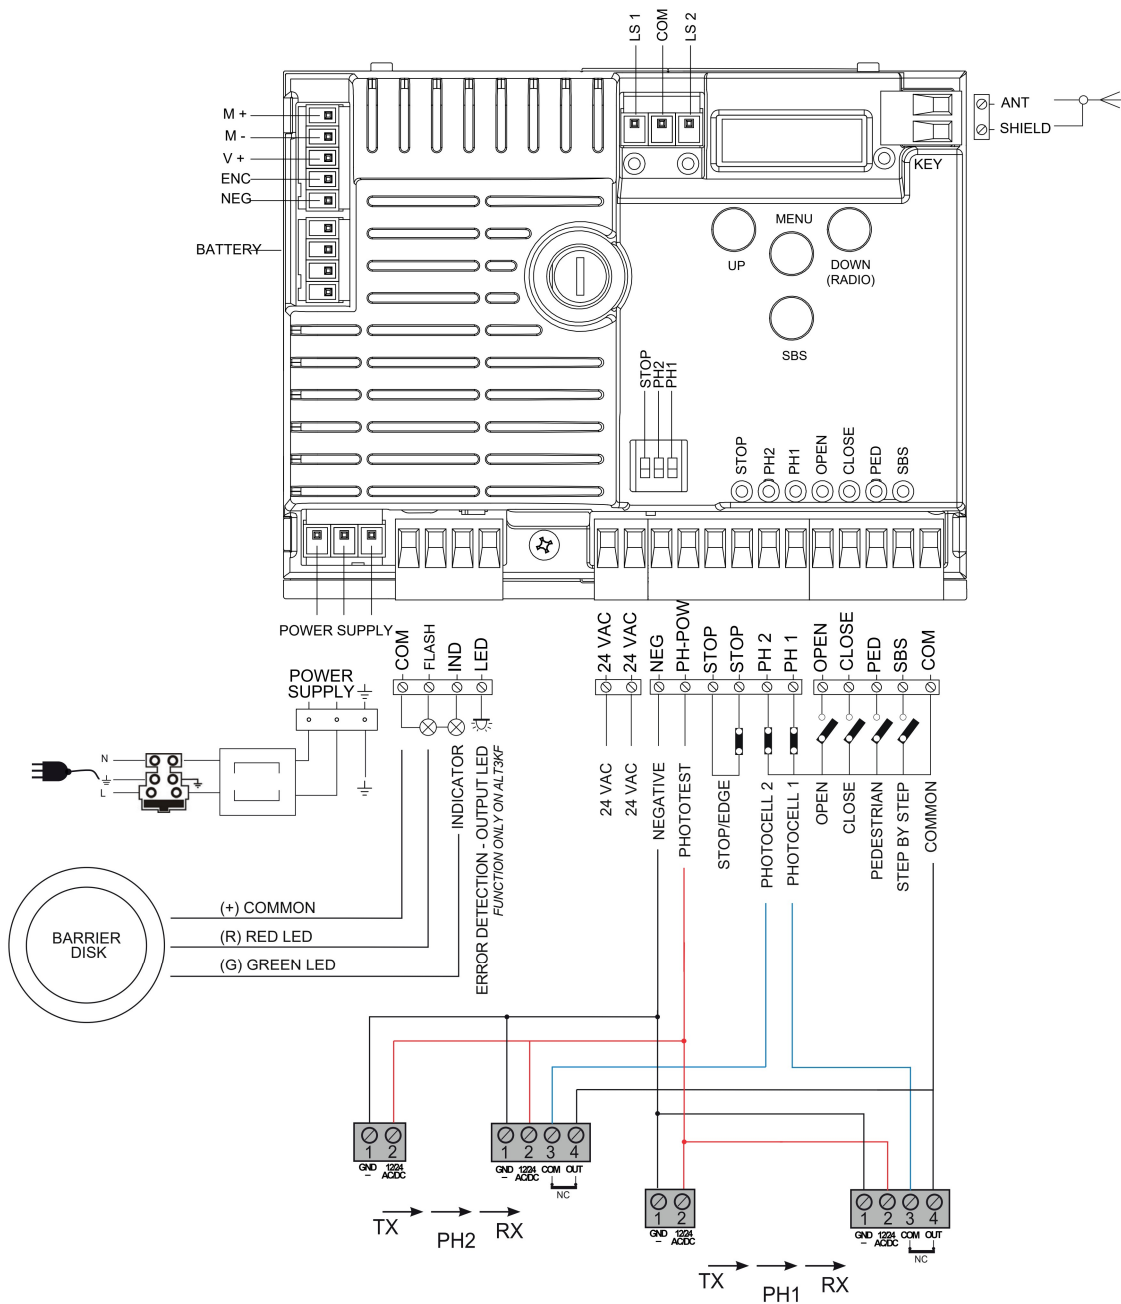 LS 1
COM
LS 2
M +
M -
V +
ENC
NEG
BATTERY
ANT
SHIELD
KEY
UP
MENU
DOWN
(RADIO)
SBS
STOP
PH2
PH1
STOP
PH2
PH1
OPEN
CLOSE
PED
SBS
POWER SUPPLY
COM
FLASH
IND
LED
24 VAC
24 VAC
NEG
PH-POW
STOP
STOP
PH 2
PH 1
OPEN
CLOSE
PED
SBS
COM
POWER
SUPPLY
N
L
INDICATOR
ERROR DETECTION - OUTPUT LED
FUNCTION ONLY ON ALT3KF
24 VAC
24 VAC
NEGATIVE
PHOTOTEST
STOP/EDGE
PHOTOCELL 2
PHOTOCELL 1
OPEN
CLOSE
PEDESTRIAN
STEP BY STEP
COMMON
BARRIER
DISK
(+) COMMON
(R) RED LED
(G) GREEN LED
1 2
GND 12/24
– AC/DC
1 2 3 4
GND 12/24 COM OUT
– AC/DC
NC
TX
PH2
RX
1 2
GND 12/24
– AC/DC
1 2 3 4
GND 12/24 COM OUT
– AC/DC
NC
TX
PH1
RX